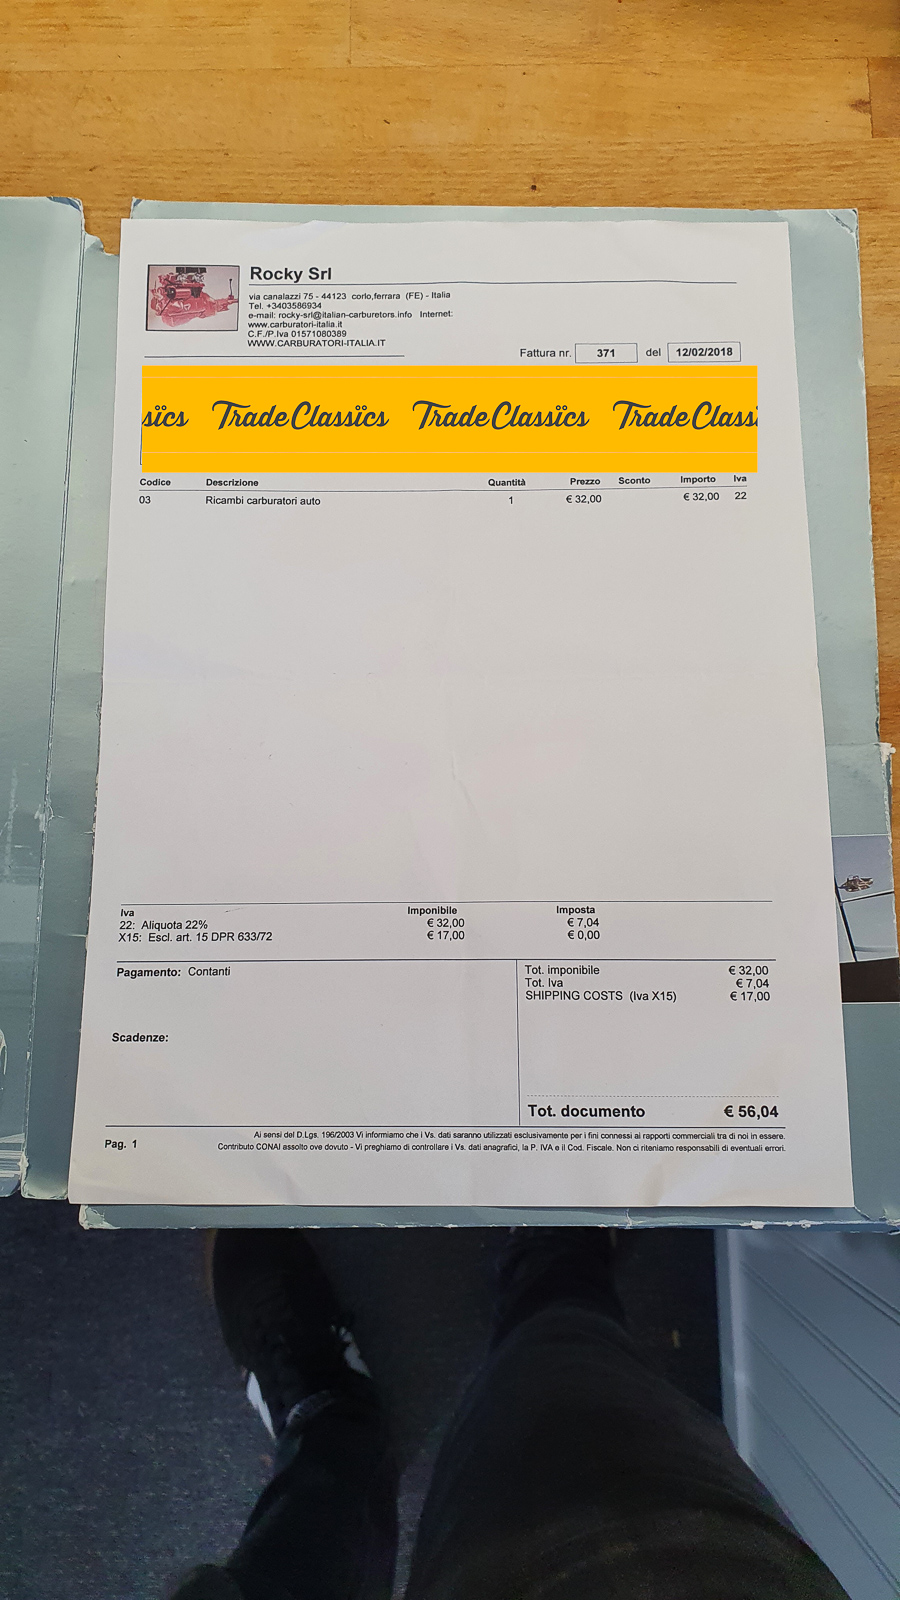 Rocky Srl
via canalazzi 75 - 44123 corlo,ferrara (FE) - Italia
Tel. +3403586934
e-mail: rocky-srl@italian-carburetors.info Internet:
www.carburatori-italia.it
C.F./P.Iva 01571080389
WWW.CARBURATORI-ITALIA.IT
Fattura nr. 371 del 12/02/2018
sïcs TradeClassïcs TradeClassïcs TradeClassï
Codice Descrizione Quantità Prezzo Sconto Importo Iva
03 Ricambi carburatori auto 1 € 32,00 € 32,00 22
Iva Imponibile Imposta
22: Aliquota 22% € 32,00 € 7,04
X15: Escl. art. 15 DPR 633/72 € 17,00 € 0,00
Pagamento: Contanti
Scadenze:
Tot. imponibile € 32,00
Tot. Iva € 7,04
SHIPPING COSTS (Iva X15) € 17,00
Tot. documento € 56,04
Pag. 1
Ai sensi del D.Lgs. 196/2003 Vi informiamo che i Vs. dati saranno utilizzati esclusivamente per i fini connessi ai rapporti commerciali tra di noi in essere.
Contributo CONAI assolto ove dovuto - Vi preghiamo di controllare i Vs. dati anagrafici, la P. IVA e il Cod. Fiscale. Non ci riteniamo responsabili di eventuali errori.